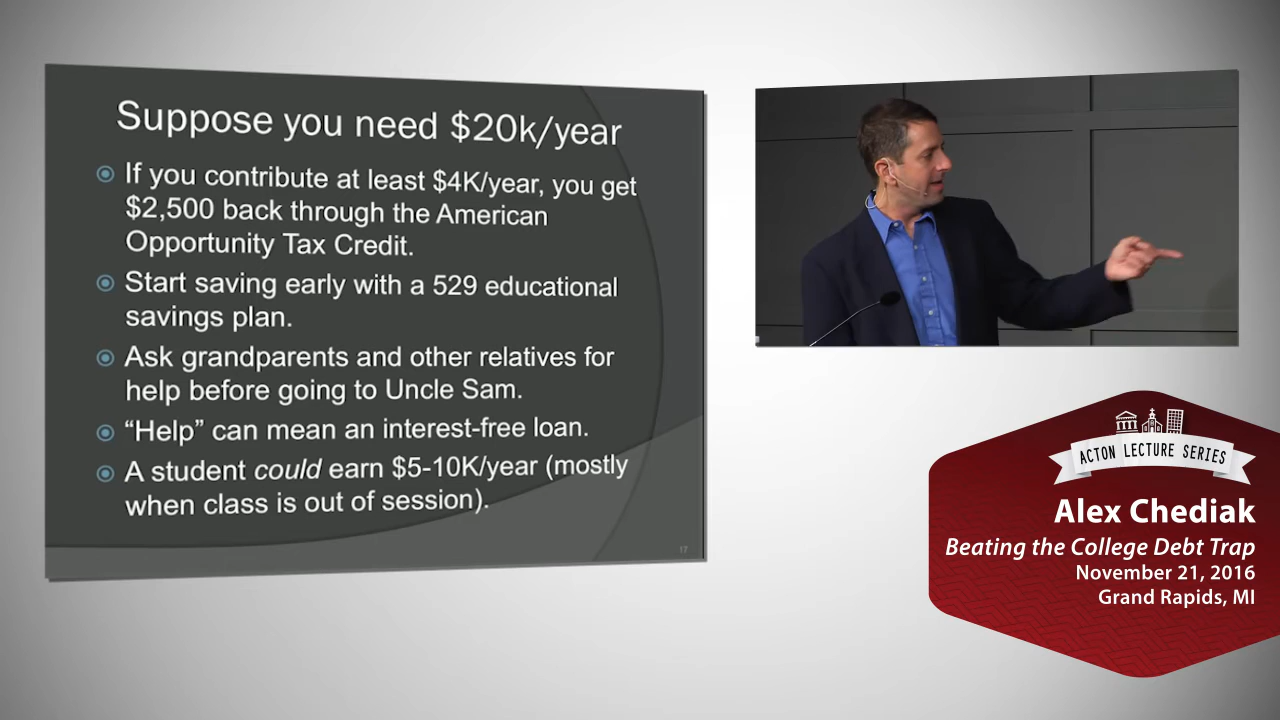 Suppose you need $20k/year
If you contribute at least $4K/year, you get
$2,500 back through the American
Opportunity Tax Credit.
Start saving early with a 529 educational
savings plan.
Ask grandparents and other relatives for
help before going to Uncle Sam.
“Help” can mean an interest-free loan.
A student could earn $5-10K/year (mostly
when class is out of session).
17
ACTON LECTURE SERIES
Alex Chediak
Beating the College Debt Trap
November 21, 2016
Grand Rapids, MI